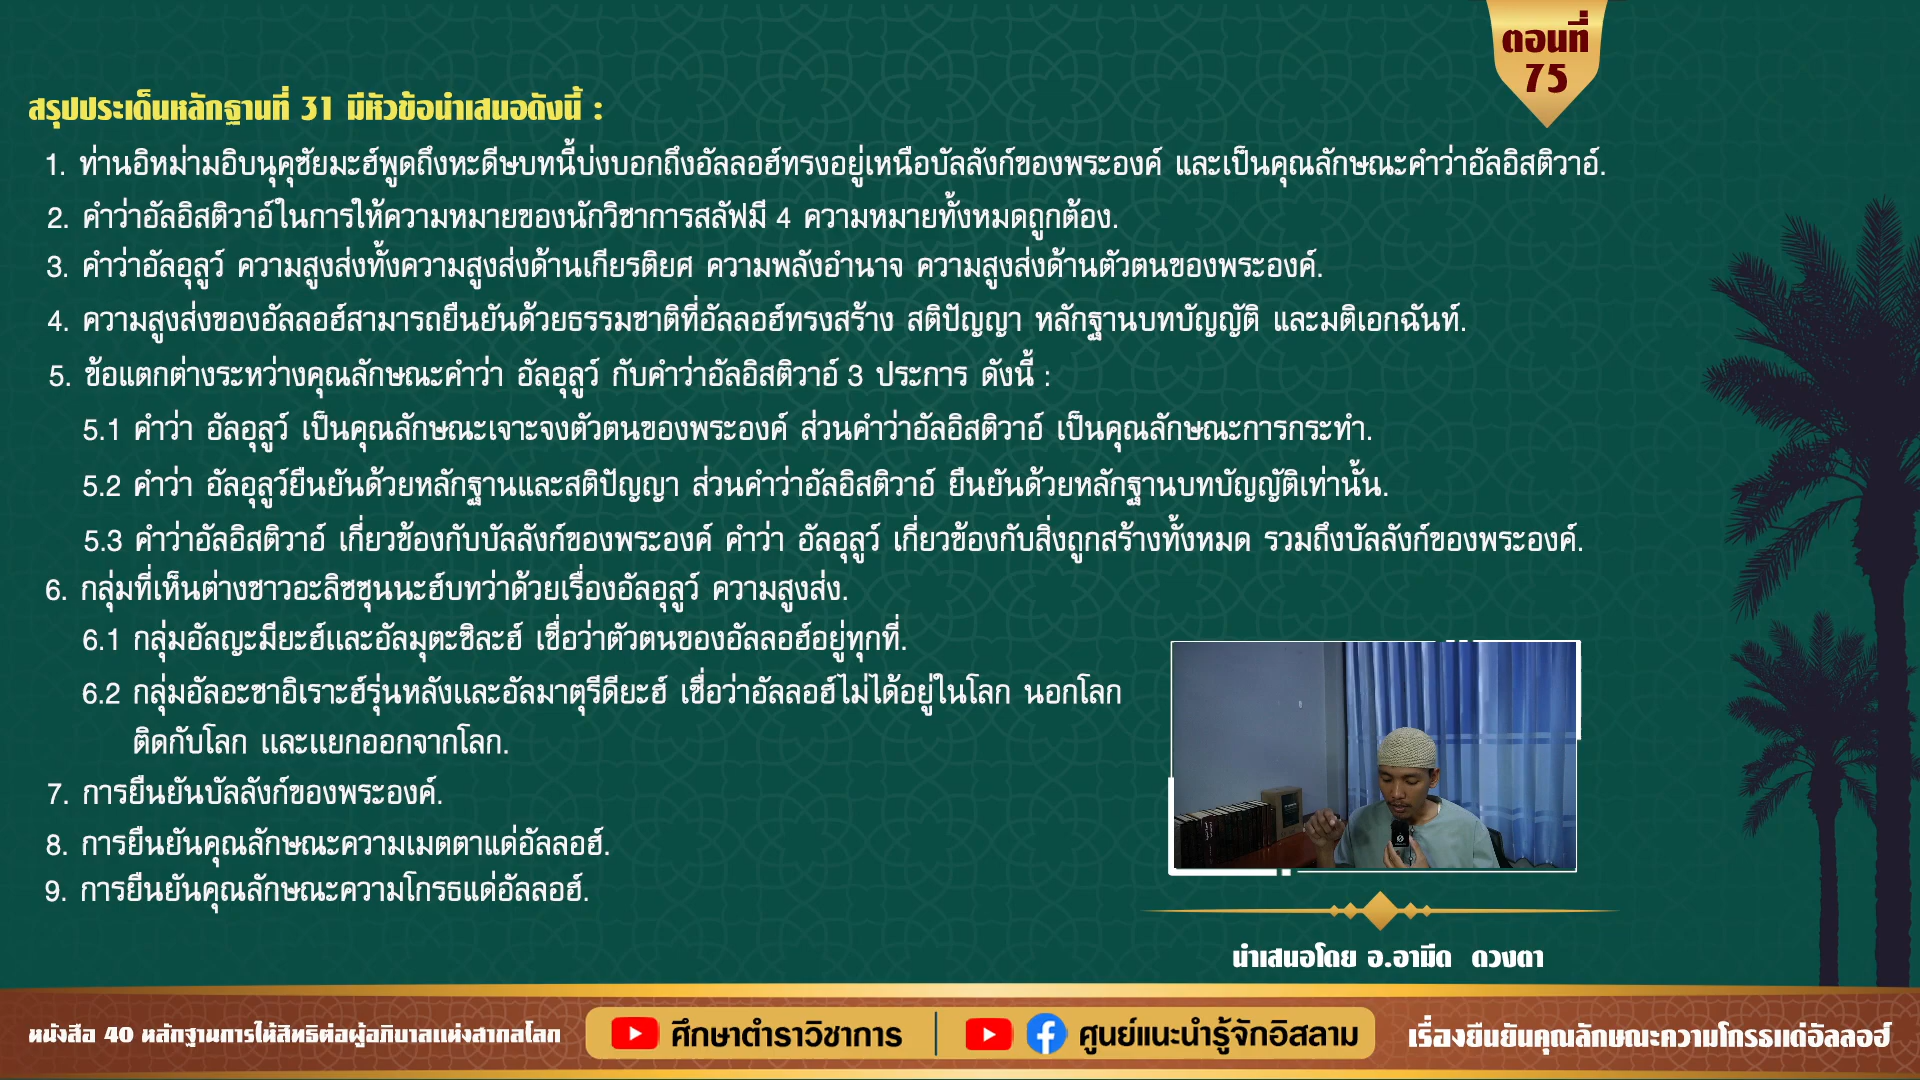 ตอนที่
75
สรุปประเด็นหลักฐานที่ 31 มีหัวข้อนำเสนอดังนี้ :
1. ท่านอิหม่ามอิบนุคุซัยมะฮ์พูดถึงหะดีษบทนี้บ่งบอกถึงอัลลอฮ์ทรงอยู่เหนือบัลลังก์ของพระองค์ และเป็นคุณลักษณะคำว่าอัลอิสติวาอ์.
2. คำว่าอัลอิสติวาอ์ในการให้ความหมายของนักวิชาการสลัฟมี 4 ความหมายทั้งหมดถูกต้อง.
3. คำว่าอัลอุลูว์ ความสูงส่งทั้งความสูงส่งด้านเกียรติยศ ความพลังอำนาจ ความสูงส่งด้านตัวตนของพระองค์.
4. ความสูงส่งของอัลลอฮ์สามารถยืนยันด้วยธรรมชาติที่อัลลอฮ์ทรงสร้าง สติปัญญา หลักฐานบทบัญญัติ และมติเอกฉันท์.
5. ข้อแตกต่างระหว่างคุณลักษณะคำว่า อัลอุลูว์ กับคำว่าอัลอิสติวาอ์ 3 ประการ ดังนี้ :
5.1 คำว่า อัลอุลูว์ เป็นคุณลักษณะเจาะจงตัวตนของพระองค์ ส่วนคำว่าอัลอิสติวาอ์ เป็นคุณลักษณะการกระทำ.
5.2 คำว่า อัลอุลูว์ยืนยันด้วยหลักฐานและสติปัญญา ส่วนคำว่าอัลอิสติวาอ์ ยืนยันด้วยหลักฐานบทบัญญัติเท่านั้น.
5.3 คำว่าอัลอิสติวาอ์ เกี่ยวข้องกับบัลลังก์ของพระองค์ คำว่า อัลอุลูว์ เกี่ยวข้องกับสิ่งถูกสร้างทั้งหมด รวมถึงบัลลังก์ของพระองค์.
6. กลุ่มที่เห็นต่างชาวอะลิซซุนนะฮ์บทว่าด้วยเรื่องอัลอุลูว์ ความสูงส่ง.
6.1 กลุ่มอัลญะมียะฮ์และอัลมุตะซิละฮ์ เชื่อว่าตัวตนของอัลลอฮ์อยู่ทุกที่.
6.2 กลุ่มอัลอะชาอิเราะฮ์รุ่นหลังและอัลมาตุรีดียะฮ์ เชื่อว่าอัลลอฮ์ไม่ได้อยู่ในโลก นอกโลก
ติดกับโลก และแยกออกจากโลก.
7. การยืนยันบัลลังก์ของพระองค์.
8. การยืนยันคุณลักษณะความเมตตาแด่อัลลอฮ์.
9. การยืนยันคุณลักษณะความโกรธแด่อัลลอฮ์.
นำเสนอโดย อ.อามีด ดวงตา
หนังสือ 40 หลักฐานการให้สิทธิต่อผู้อภิบาลแห่งสากลโลก
ศึกษาตำราวิชาการ
ศูนย์แนะนำรู้จักอิสลาม
เรื่องยืนยันคุณลักษณะความโกรธแด่อัลลอฮ์